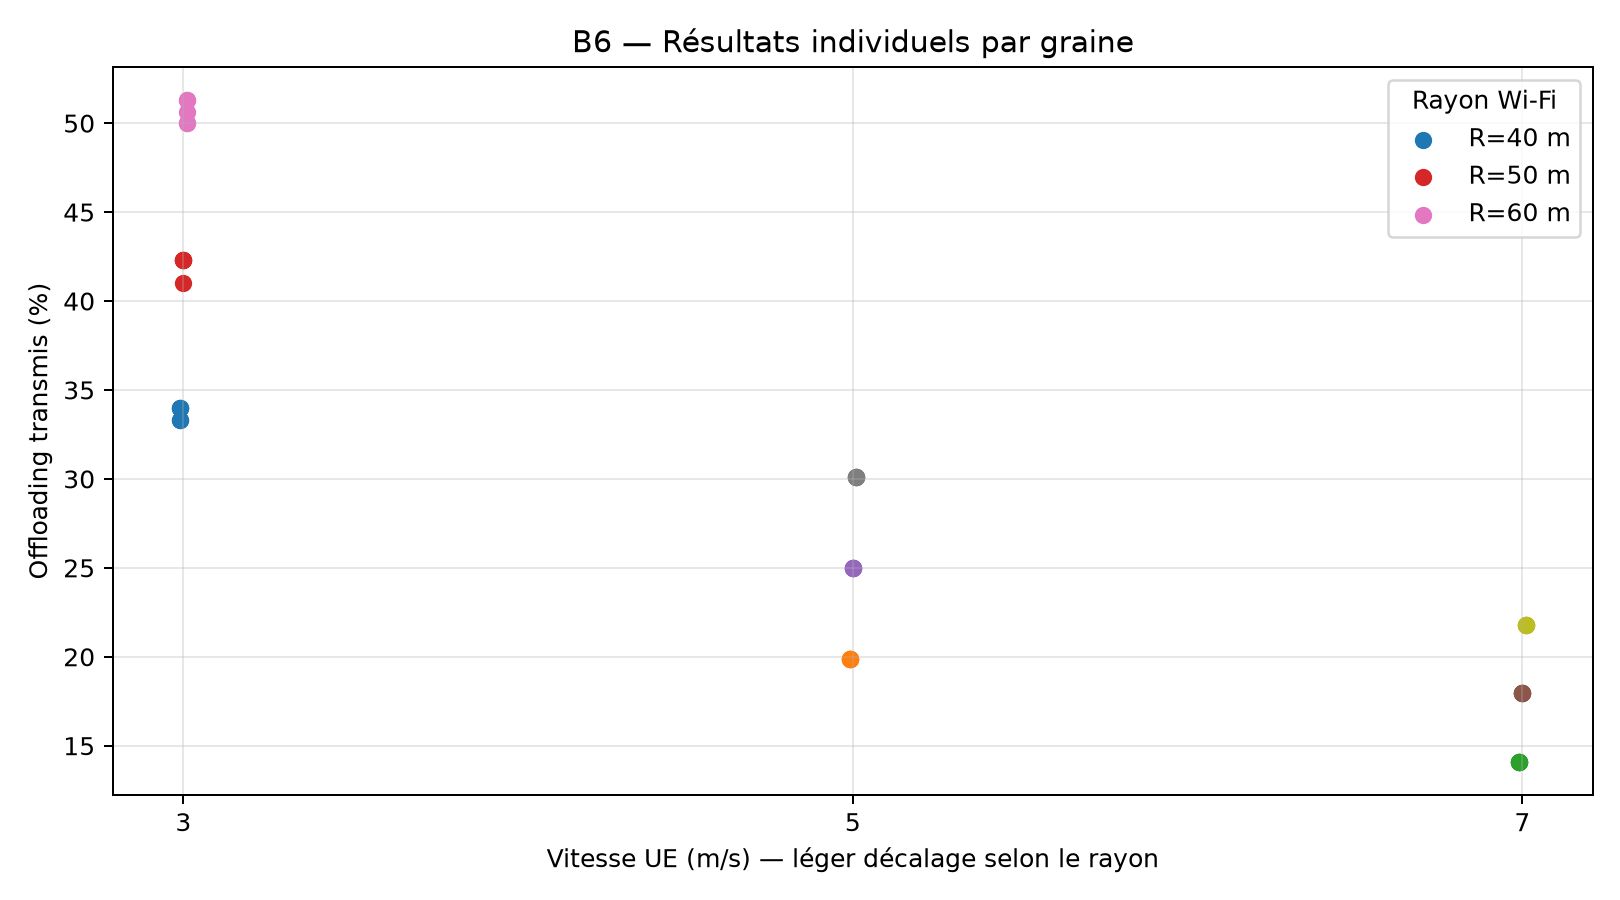 B6 — Résultats individuels par graine
Rayon Wi-Fi
R=40 m
R=50 m
R=60 m
Offloading transmis (%)
50
45
40
35
30
25
20
15
3
5
7
Vitesse UE (m/s) — léger décalage selon le rayon